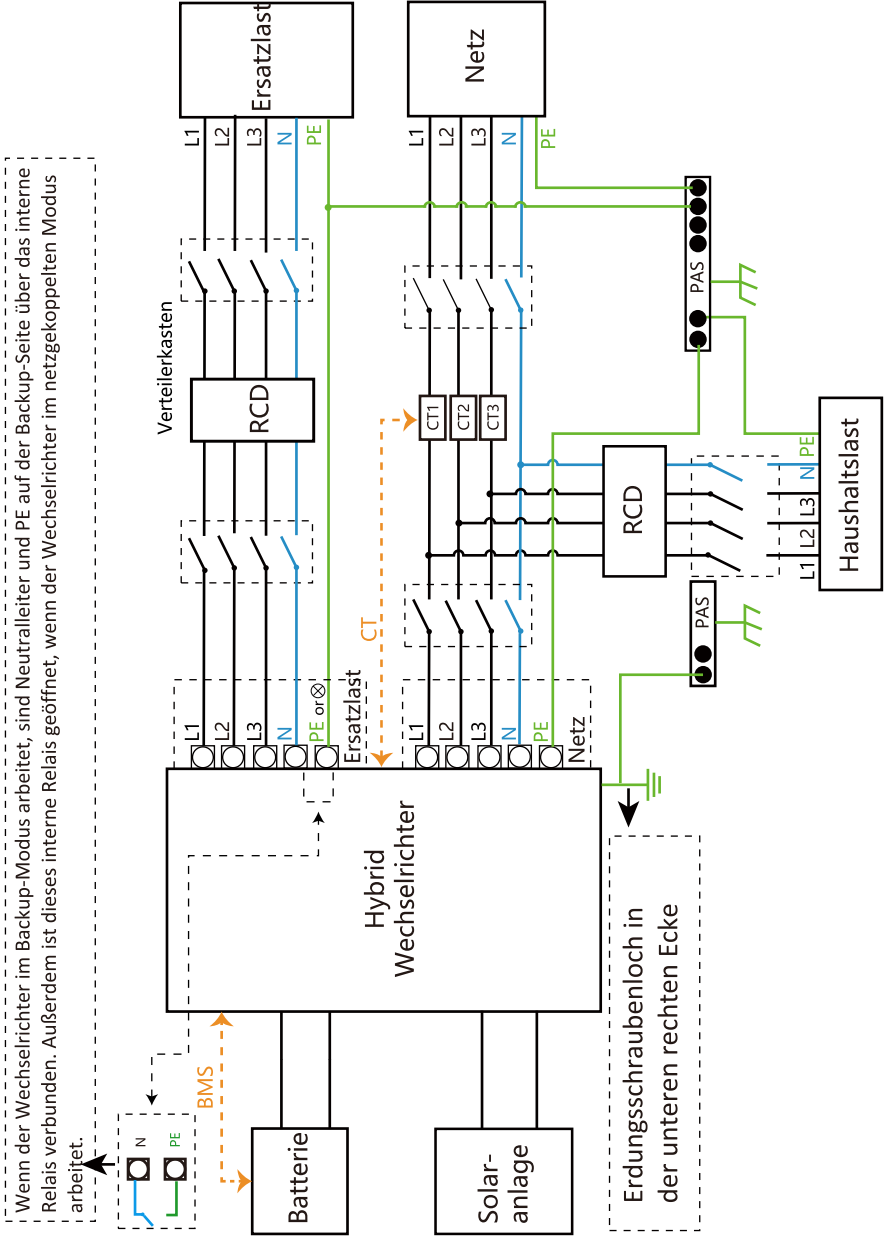 Wenn der Wechselrichter im Backup-Modus arbeitet, sind Neutralleiter und PE auf der Backup-Seite über das interne
Relais verbunden. Außerdem ist dieses interne Relais geöffnet, wenn der Wechselrichter im netzgekoppelten Modus
arbeitet.
N
PE
BMS
Batterie
Solar-
anlage
Hybrid
Wechselrichter
Erdungsschraubenloch in
der unteren rechten Ecke
L1
L2
L3
N
PE or
Ersatzlast
CT
L1
L2
L3
N
PE
Netz
Verteilerkasten
RCD
L1
L2
L3
N
PE
Ersatzlast
CT1
CT2
CT3
L1
L2
L3
N
PE
Netz
RCD
PAS
PAS
L1
L2
L3
N
PE
Haushaltslast